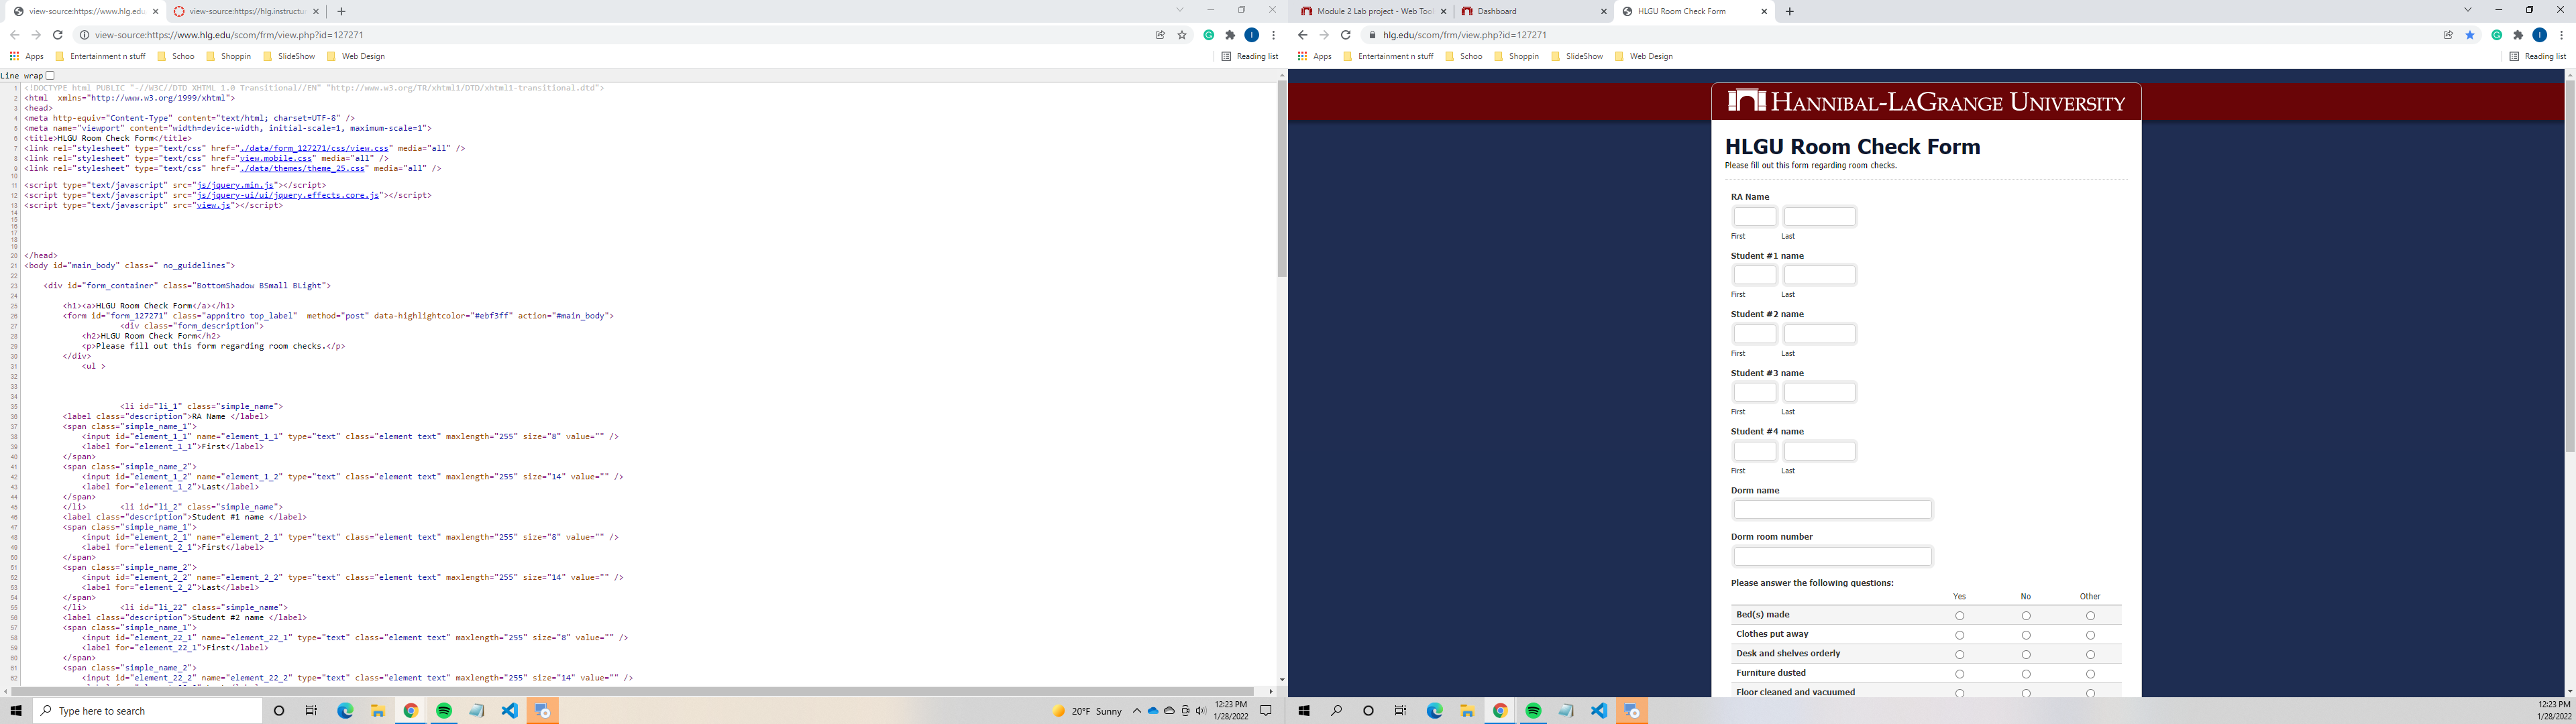 view-source:https://www.hlg.edu
view-source:https://hlg.instructu
view-source:https://www.hlg.edu/scom/frm/view.php?id=127271
Apps
Entertainment n stuff
Schoo
Shoppin
SlideShow
Web Design
Reading list
Line wrap
1 <!DOCTYPE html PUBLIC "-//W3C//DTD XHTML 1.0 Transitional//EN" "http://www.w3.org/TR/xhtml1/DTD/xhtml1-transitional.dtd">
2 <html  xmlns="http://www.w3.org/1999/xhtml">
3 <head>
4 <meta http-equiv="Content-Type" content="text/html; charset=UTF-8" />
5 <meta name="viewport" content="width=device-width, initial-scale=1, maximum-scale=1">
6 <title>HLGU Room Check Form</title>
7 <link rel="stylesheet" type="text/css" href="./data/form_127271/css/view.css" media="all" />
8 <link rel="stylesheet" type="text/css" href="view.mobile.css" media="all" />
9 <link rel="stylesheet" type="text/css" href="./data/themes/theme_25.css" media="all" />
10
11 <script type="text/javascript" src="js/jquery.min.js"></script>
12 <script type="text/javascript" src="js/jquery-ui/ui/jquery.effects.core.js"></script>
13 <script type="text/javascript" src="view.js"></script>
14
15
16
17
18
19
20 </head>
21 <body id="main_body" class=" no_guidelines">
22
23 <div id="form_container" class="BottomShadow BSmall BLight">
24
25 <h1><a>HLGU Room Check Form</a></h1>
26 <form id="form_127271" class="appnitro top_label"  method="post" data-highlightcolor="#ebf3ff" action="#main_body">
27 <div class="form_description">
28 <h2>HLGU Room Check Form</h2>
29 <p>Please fill out this form regarding room checks.</p>
30 </div>
31 <ul >
32
33
34
35 <li id="li_1" class="simple_name">
36 <label class="description">RA Name </label>
37 <span class="simple_name_1">
38 <input id="element_1_1" name="element_1_1" type="text" class="element text" maxlength="255" size="8" value="" />
39 <label for="element_1_1">First</label>
40 </span>
41 <span class="simple_name_2">
42 <input id="element_1_2" name="element_1_2" type="text" class="element text" maxlength="255" size="14" value="" />
43 <label for="element_1_2">Last</label>
44 </span>
45 </li> <li id="li_2" class="simple_name">
46 <label class="description">Student #1 name </label>
47 <span class="simple_name_1">
48 <input id="element_2_1" name="element_2_1" type="text" class="element text" maxlength="255" size="8" value="" />
49 <label for="element_2_1">First</label>
50 </span>
51 <span class="simple_name_2">
52 <input id="element_2_2" name="element_2_2" type="text" class="element text" maxlength="255" size="14" value="" />
53 <label for="element_2_2">Last</label>
54 </span>
55 </li> <li id="li_22" class="simple_name">
56 <label class="description">Student #2 name </label>
57 <span class="simple_name_1">
58 <input id="element_22_1" name="element_22_1" type="text" class="element text" maxlength="255" size="8" value="" />
59 <label for="element_22_1">First</label>
60 </span>
61 <span class="simple_name_2">
62 <input id="element_22_2" name="element_22_2" type="text" class="element text" maxlength="255" size="14" value="" />
Type here to search
20°F Sunny
12:23 PM
1/28/2022
Module 2 Lab project - Web Tool
Dashboard
HLGU Room Check Form
hlg.edu/scom/frm/view.php?id=127271
Apps
Entertainment n stuff
Schoo
Shoppin
SlideShow
Web Design
Reading list
HANNIBAL-LAGRANGE UNIVERSITY
HLGU Room Check Form
Please fill out this form regarding room checks.
RA Name
First Last
Student #1 name
First Last
Student #2 name
First Last
Student #3 name
First Last
Student #4 name
First Last
Dorm name
Dorm room number
Please answer the following questions:
Yes No Other
Bed(s) made
Clothes put away
Desk and shelves orderly
Furniture dusted
Floor cleaned and vacuumed
12:23 PM
1/28/2022